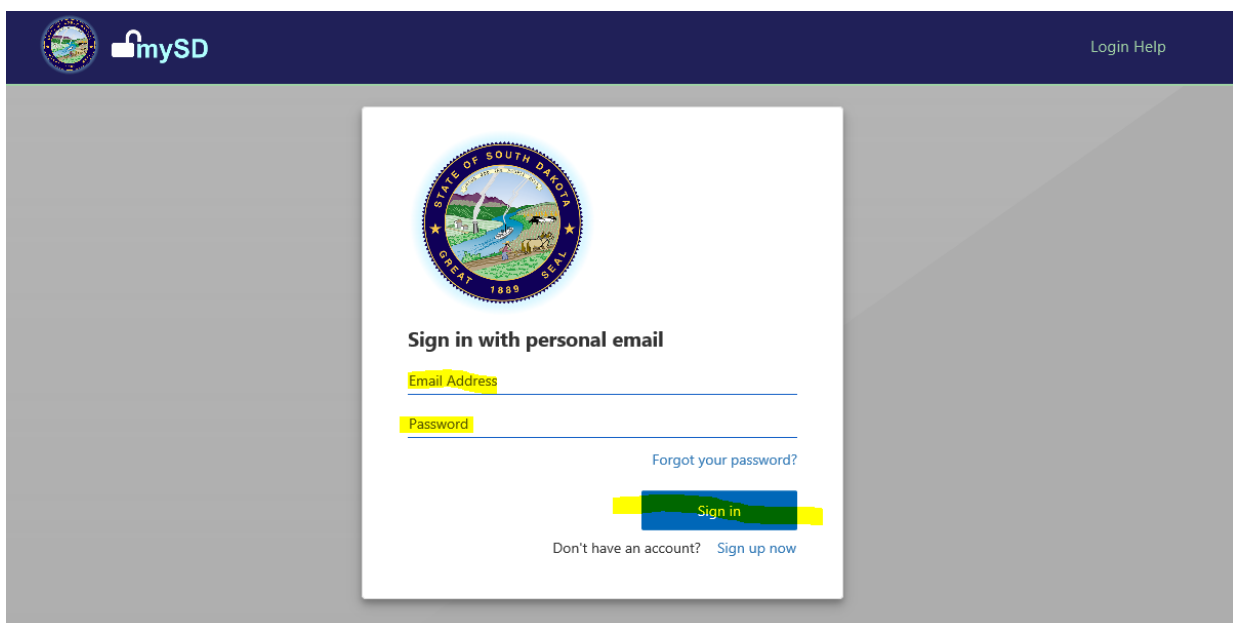 mySD
Login Help
STATE OF SOUTH DAKOTA
GREAT SEAL
1889
Sign in with personal email
Email Address
Password
Forgot your password?
Sign in
Don't have an account? Sign up now